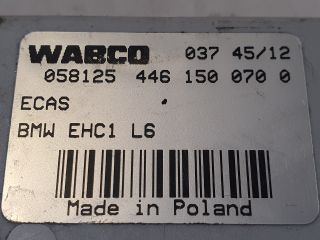 WABCO 037 45/12
058125 446 150 070 0
ECAS
BMW EHC1 L6
Made in Poland